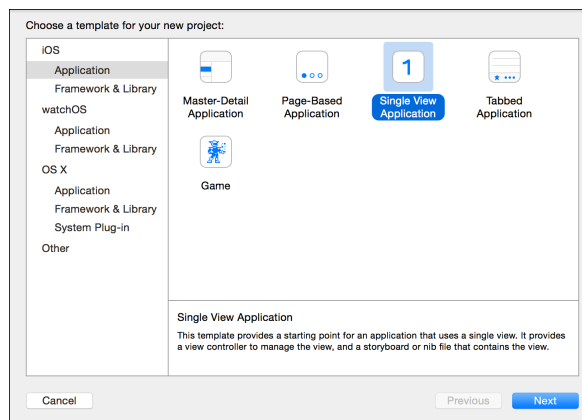 Choose a template for your new project:
iOS
Application
Framework & Library
watchOS
Application
Framework & Library
OS X
Application
Framework & Library
System Plug-in
Other
Master-Detail
Application
Page-Based
Application
1
Single View
Application
Tabbed
Application
Game
Single View Application
This template provides a starting point for an application that uses a single view. It provides
a view controller to manage the view, and a storyboard or nib file that contains the view.
Cancel
Previous
Next